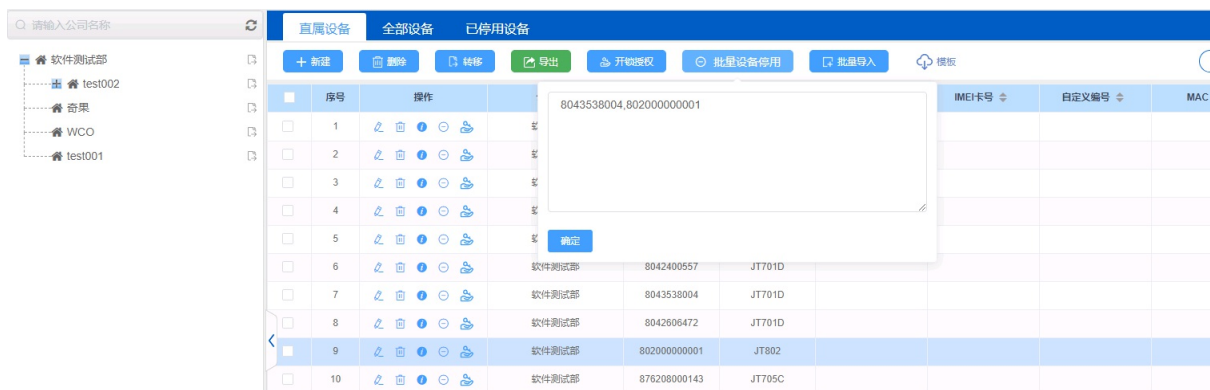 请输入公司名称
直属设备 全部设备 已停用设备
软件测试部
test002
奇果
WCO
test001
新建 删除 转移 导出 开锁授权 批量设备停用 批量导入 模板
序号 操作 IMEI卡号 自定义编号 MAC
8043538004,802000000001
确定
1
2
3
4
5
6 软件测试部 8042400557 JT701D
7 软件测试部 8043538004 JT701D
8 软件测试部 8042606472 JT701D
9 软件测试部 802000000001 JT802
10 软件测试部 876208000143 JT705C